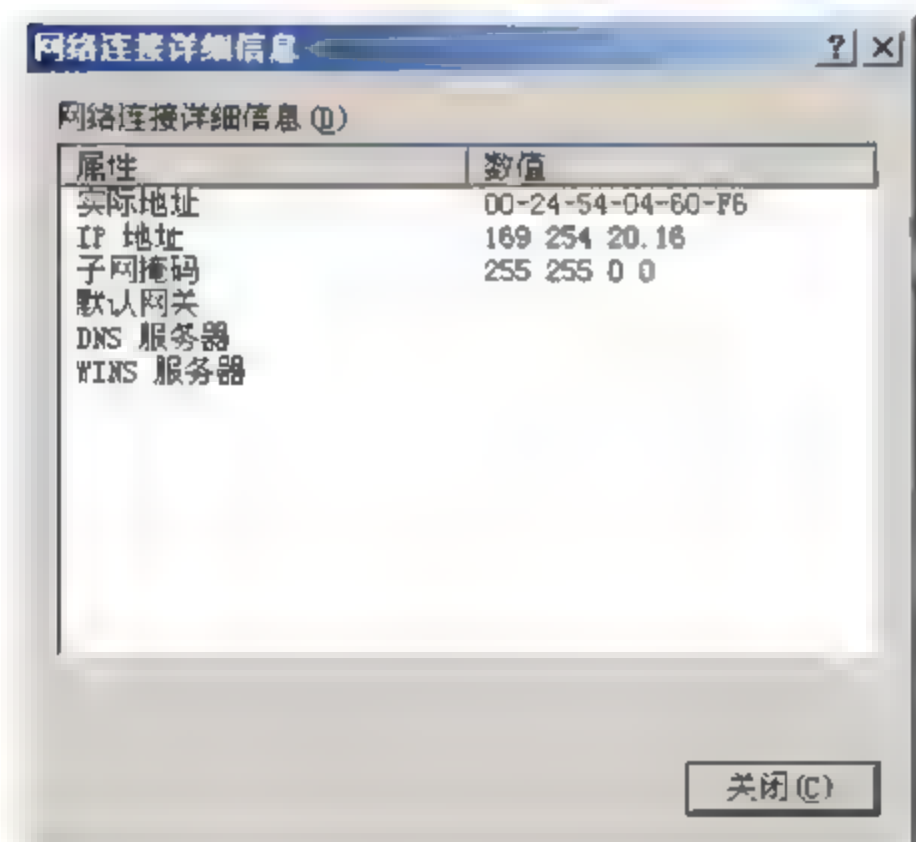 网络连接详细信息 ? ×
网络连接详细信息(D)
属性 数值
实际地址 00-24-54-04-60-F6
IP 地址 169 254 20.16
子网掩码 255 255 0 0
默认网关
DNS 服务器
WINS 服务器
关闭(C)